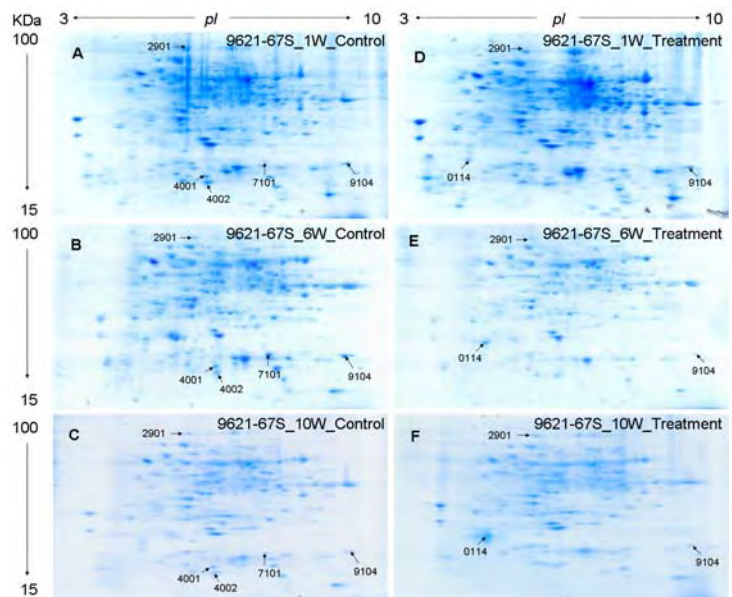 KDa 3 pI 10 3 pI 10
100 2901 9621-67S_1W_Control 2901 9621-67S_1W_Treatment
A D
4001 4002 7101 9104 0114 9104
15
100 2901 9621-67S_6W_Control 2901 9621-67S_6W_Treatment
B E
4001 4002 7101 9104 0114 9104
15
100 2901 9621-67S_10W_Control 2901 9621-67S_10W_Treatment
C F
4001 4002 7101 9104 0114 9104
15